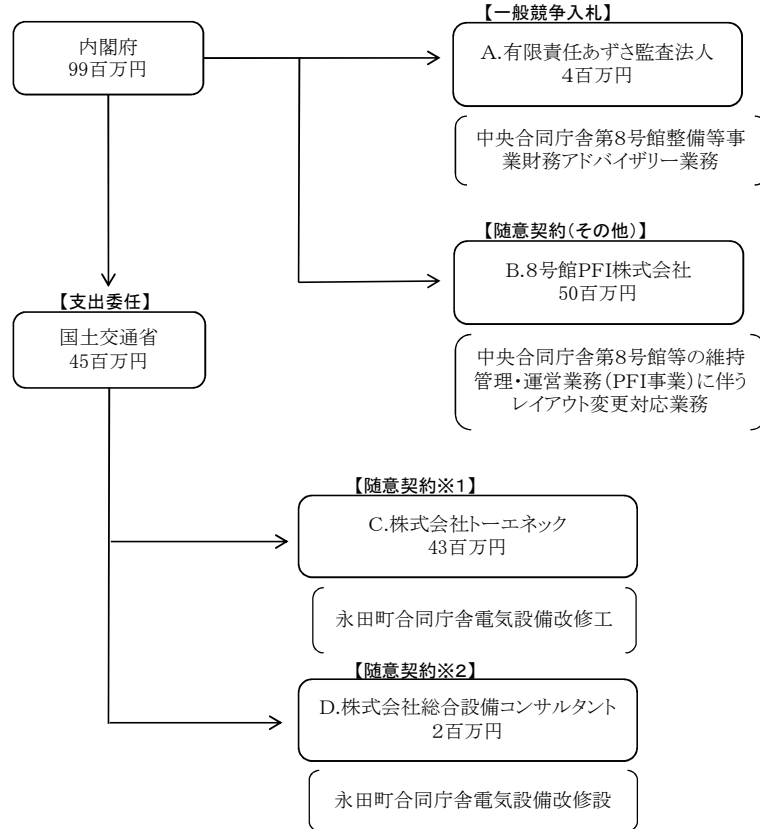 内閣府
99百万円
【一般競争入札】
A.有限責任あずさ監査法人
4百万円
中央合同庁舎第8号館整備等事
業財務アドバイザリー業務
【随意契約(その他)】
B.8号館PFI株式会社
50百万円
中央合同庁舎第8号館等の維持
管理・運営業務(PFI事業)に伴う
レイアウト変更対応業務
【支出委任】
国土交通省
45百万円
【随意契約※1】
C.株式会社トーエネック
43百万円
永田町合同庁舎電気設備改修工
【随意契約※2】
D.株式会社総合設備コンサルタント
2百万円
永田町合同庁舎電気設備改修設